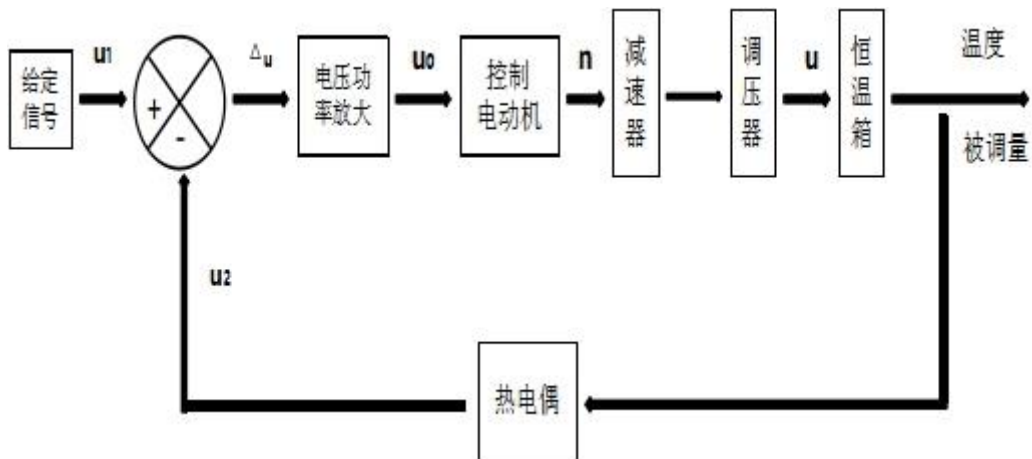 给定
信号
u1
+
-
Δu
电压功
率放大
u0
控制
电动机
n
减
速
器
调
压
器
u
恒
温
箱
温度
被调量
u2
热电偶